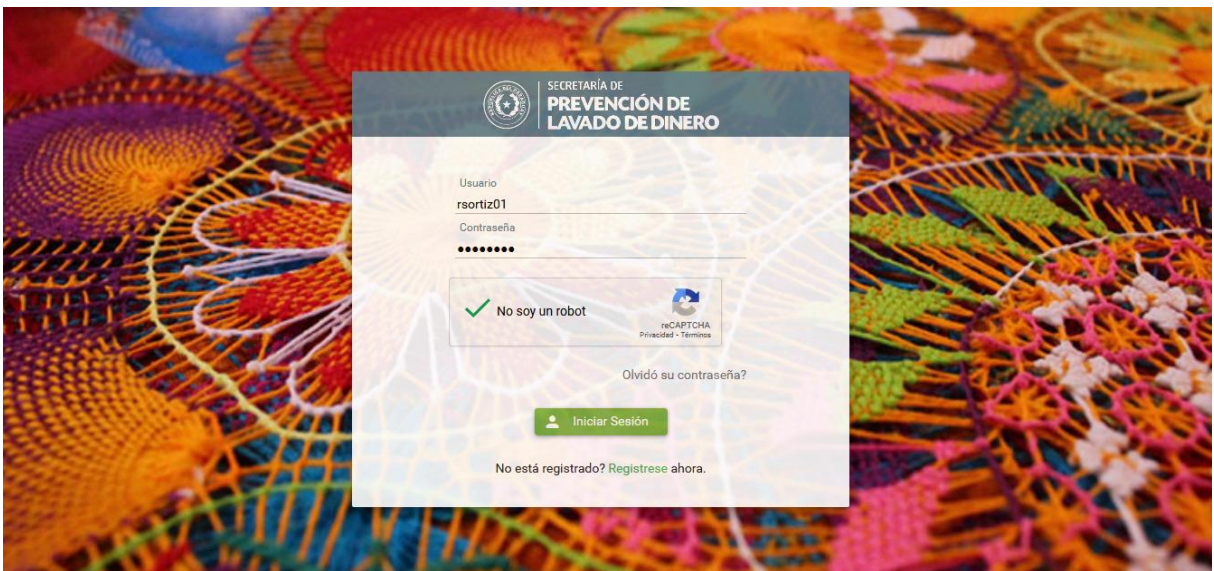 SECRETARÍA DE
PREVENCIÓN DE
LAVADO DE DINERO
Usuario
rsortiz01
Contraseña
••••••••
No soy un robot
reCAPTCHA
Privacidad - Términos
Olvidó su contraseña?
Iniciar Sesión
No está registrado? Registrese ahora.